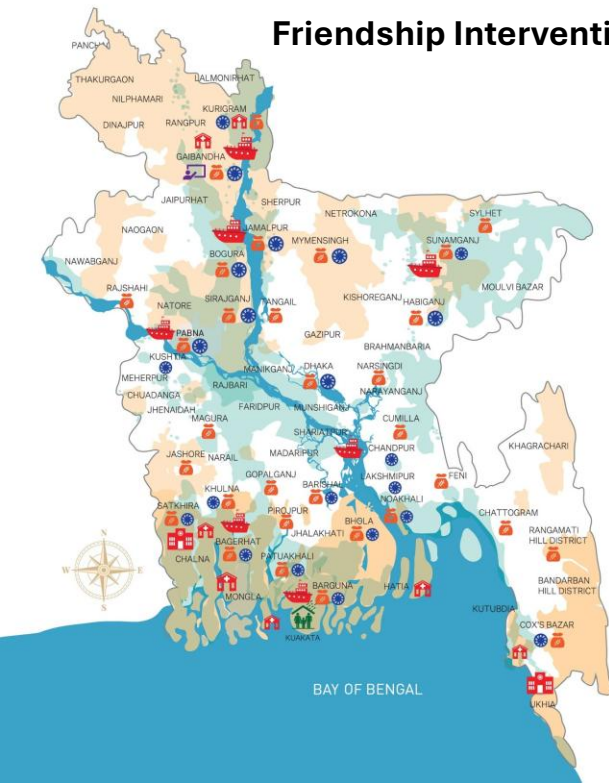 Friendship Interventi
PANCH
THAKURGAON
LALMONIRHAT
NILPHAMARI
KURIGRAM
DINAJPUR
RANGPUR
GAIBANDHA
JAIPURHAT
SHERPUR
NETROKONA
SYLHET
NAOGAON
JAMALPUR
MYMENSINGH
SUNAMGANJ
BOGURA
NAWABGANJ
MOULVI BAZAR
RAJSHAHI
NATORE
SIRAJGANJ
TANGAIL
KISHOREGANJ
HABIGANJ
PABNA
GAZIPUR
BRAHMANBARIA
KUSHTIA
MANIKGANJ
DHAKA
NARSINGDI
MEHERPUR
RAJBARI
NARAYANGANJ
CHUADANGA
FARIDPUR
MUNSHIGANJ
JHENAIDAH
MAGURA
CUMILLA
SHARIATPUR
JASHORE
NARAIL
MADARIPUR
CHANDPUR
KHAGRACHARI
GOPALGANJ
LAKSHMIPUR
FENI
KHULNA
BARISHAL
NOAKHALI
SATKHIRA
PIROJPUR
BHOLA
CHATTOGRAM
JHALAKHATI
RANGAMATI
HILL DISTRICT
BAGERHAT
CHALNA
PATUAKHALI
BANDARBAN
HILL DISTRICT
MONGLA
BARGUNA
HATIA
KUTUBDIA
KUAKATA
COX'S BAZAR
BAY OF BENGAL
UKHIA
N
W
E
S